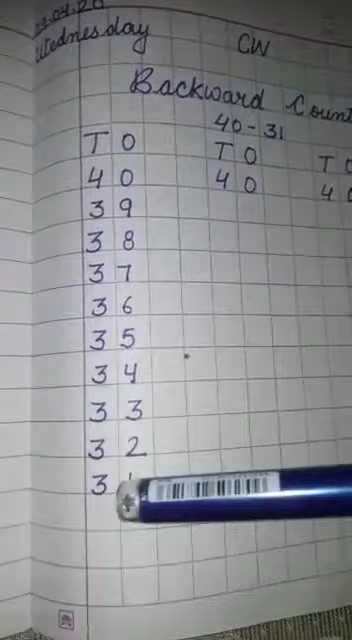 Wednesday CW
Backward Count
40-31
T O T O T
4 0 4 0 4
3 9
3 8
3 7
3 6
3 5
3 4
3 3
3 2
3